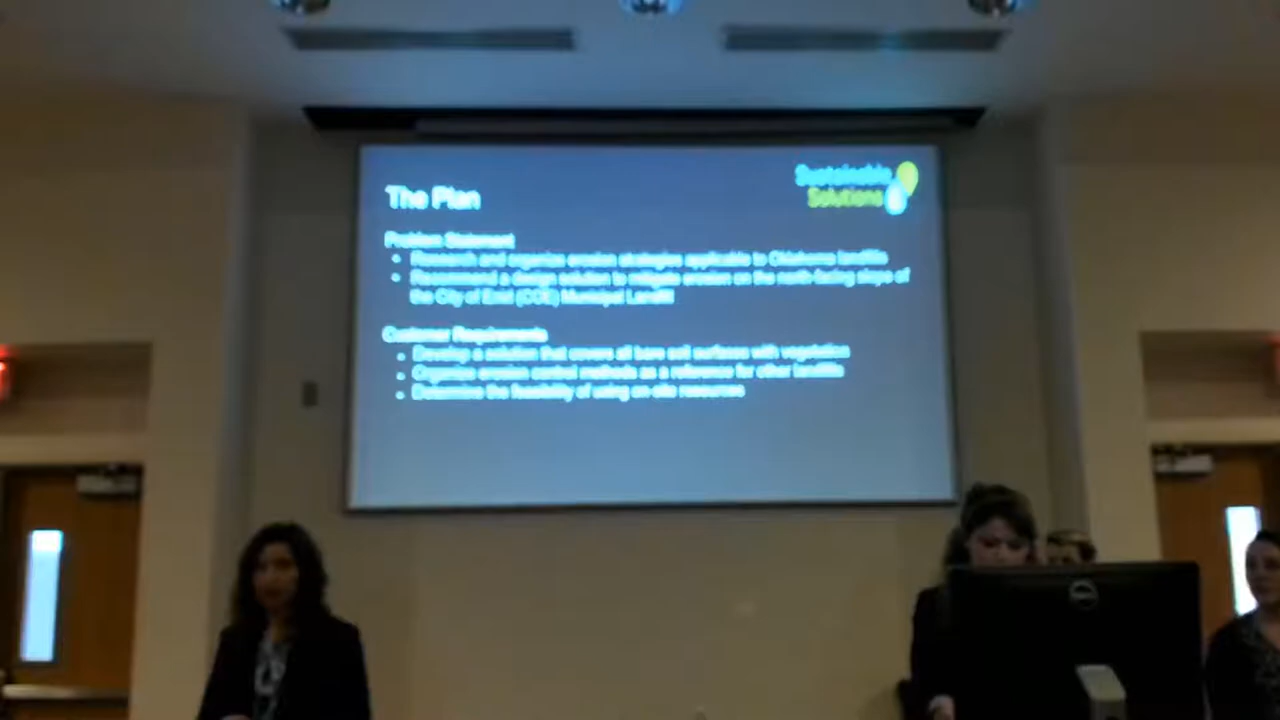 Sustainable
Solutions
The Plan
Problem Statement
Research and organize erosion strategies applicable to Oklahoma landfills
Recommend a design solution to mitigate erosion on the north-facing slope of
the City of Enid (COE) Municipal Landfill
Customer Requirements
Develop a solution that covers all bare soil surfaces with vegetation
Organize erosion control methods as a reference for other landfills
Determine the feasibility of using on-site resources
DELL